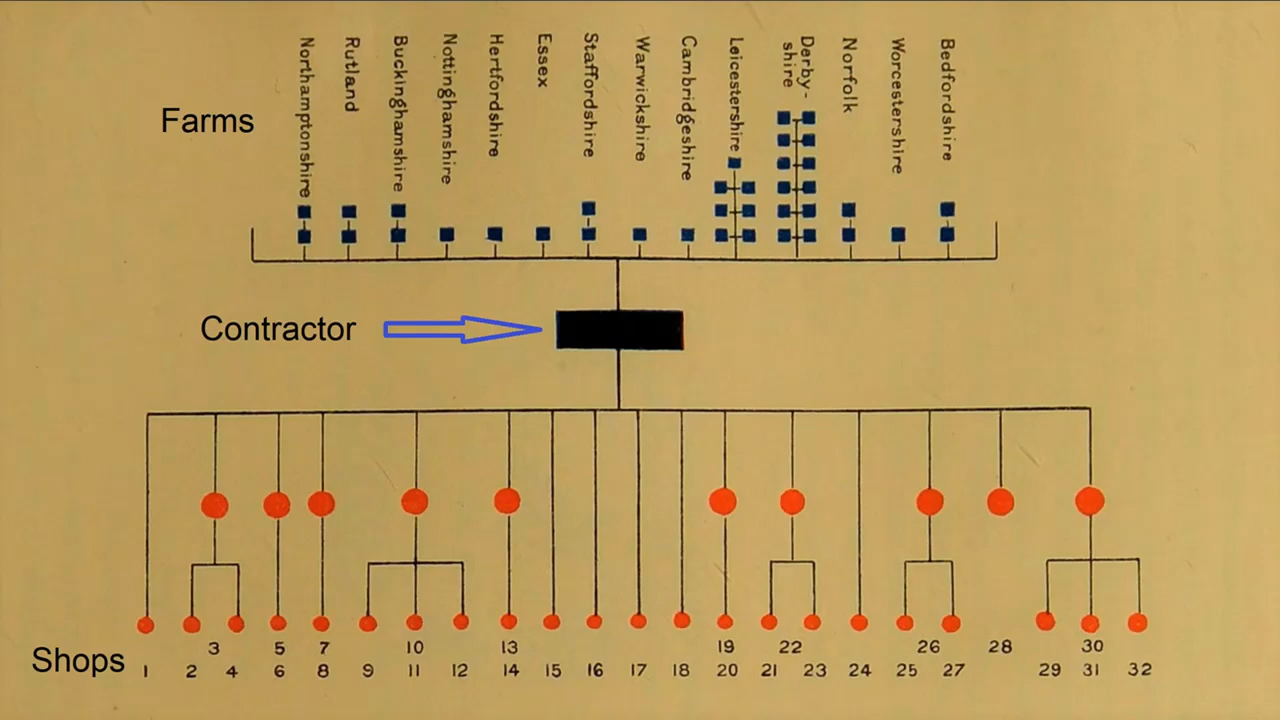 Northamptonshire
Rutland
Buckinghamshire
Nottinghamshire
Hertfordshire
Essex
Staffordshire
Warwickshire
Cambridgeshire
Leicestershire
Derby-
shire
Norfolk
Worcestershire
Bedfordshire
Farms
Contractor
Shops
3 5 7 10 13 19 22 26 28 30
1 2 4 6 8 9 11 12 14 15 16 17 18 20 21 23 24 25 27 29 31 32